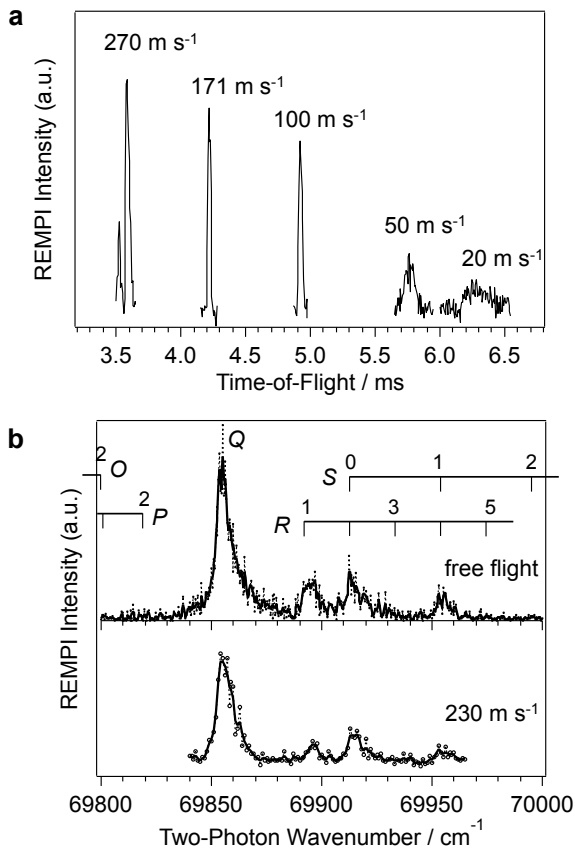 a
270 m s⁻¹
171 m s⁻¹
100 m s⁻¹
50 m s⁻¹
20 m s⁻¹
REMPI Intensity (a.u.)
3.5 4.0 4.5 5.0 5.5 6.0 6.5
Time-of-Flight / ms
b
Q
2 O
2 P
S 0 1 2
R 1 3 5
free flight
REMPI Intensity (a.u.)
230 m s⁻¹
69800 69850 69900 69950 70000
Two-Photon Wavenumber / cm⁻¹